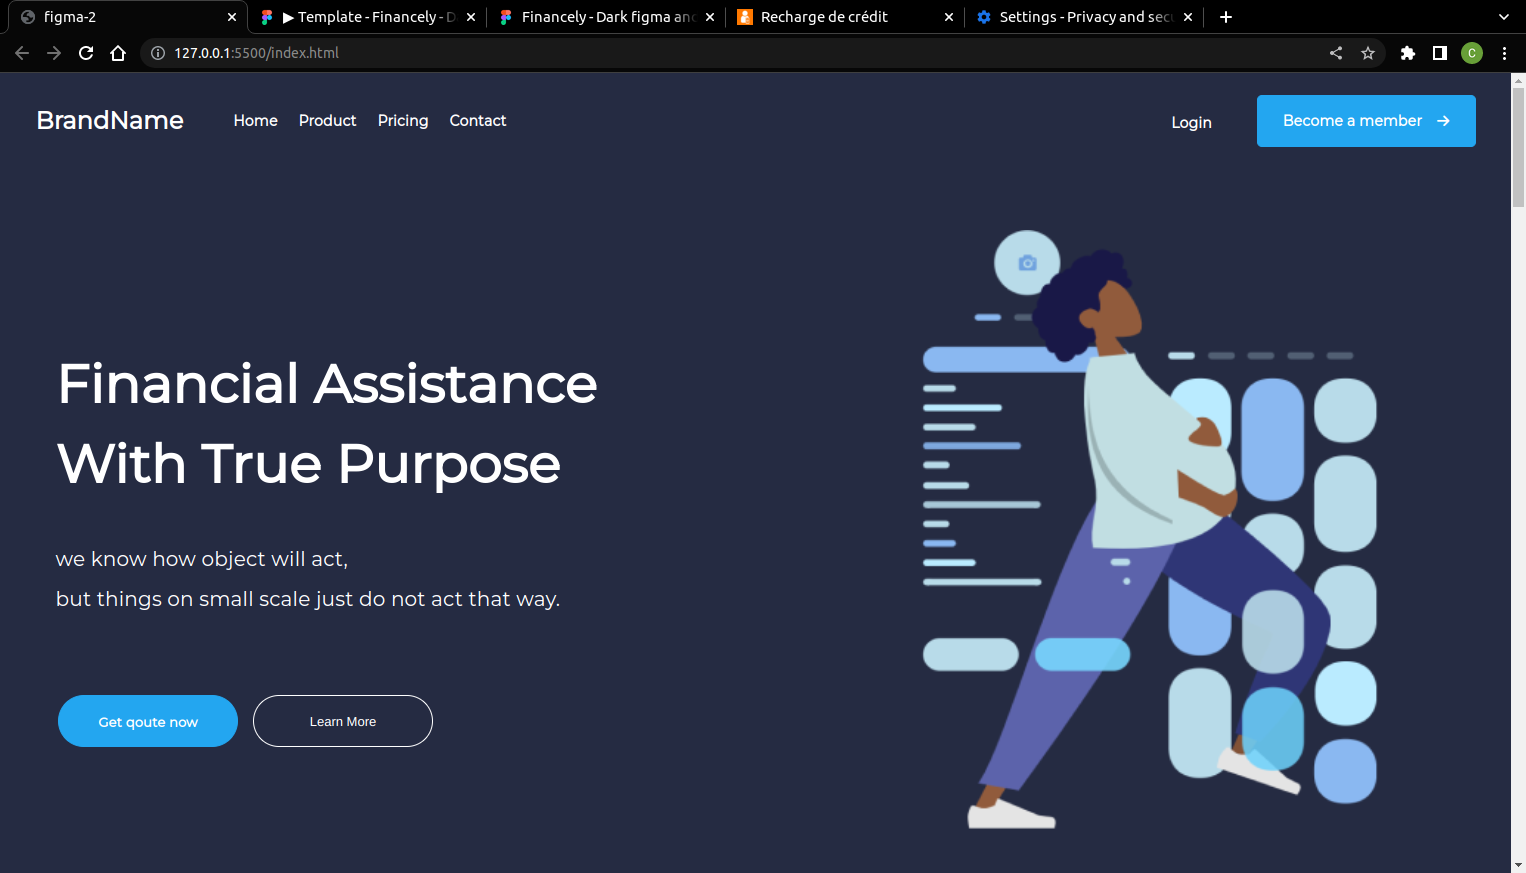 figma-2
▶ Template - Financely - D
Financely - Dark figma and
Recharge de crédit
Settings - Privacy and secu
127.0.0.1:5500/index.html
C
BrandName
Home
Product
Pricing
Contact
Login
Become a member
Financial Assistance
With True Purpose
we know how object will act,
but things on small scale just do not act that way.
Get qoute now
Learn More